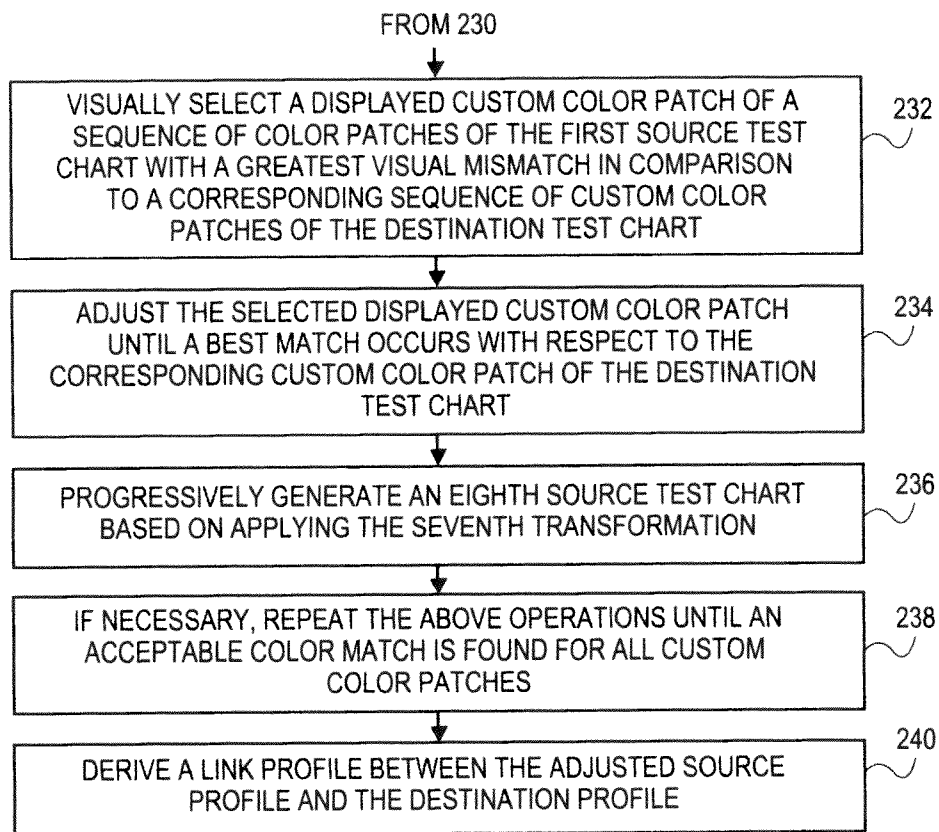 FROM 230
VISUALLY SELECT A DISPLAYED CUSTOM COLOR PATCH OF A
SEQUENCE OF COLOR PATCHES OF THE FIRST SOURCE TEST
CHART WITH A GREATEST VISUAL MISMATCH IN COMPARISON
TO A CORRESPONDING SEQUENCE OF CUSTOM COLOR
PATCHES OF THE DESTINATION TEST CHART
232
ADJUST THE SELECTED DISPLAYED CUSTOM COLOR PATCH
UNTIL A BEST MATCH OCCURS WITH RESPECT TO THE
CORRESPONDING CUSTOM COLOR PATCH OF THE DESTINATION
TEST CHART
234
PROGRESSIVELY GENERATE AN EIGHTH SOURCE TEST CHART
BASED ON APPLYING THE SEVENTH TRANSFORMATION
236
IF NECESSARY, REPEAT THE ABOVE OPERATIONS UNTIL AN
ACCEPTABLE COLOR MATCH IS FOUND FOR ALL CUSTOM
COLOR PATCHES
238
DERIVE A LINK PROFILE BETWEEN THE ADJUSTED SOURCE
PROFILE AND THE DESTINATION PROFILE
240